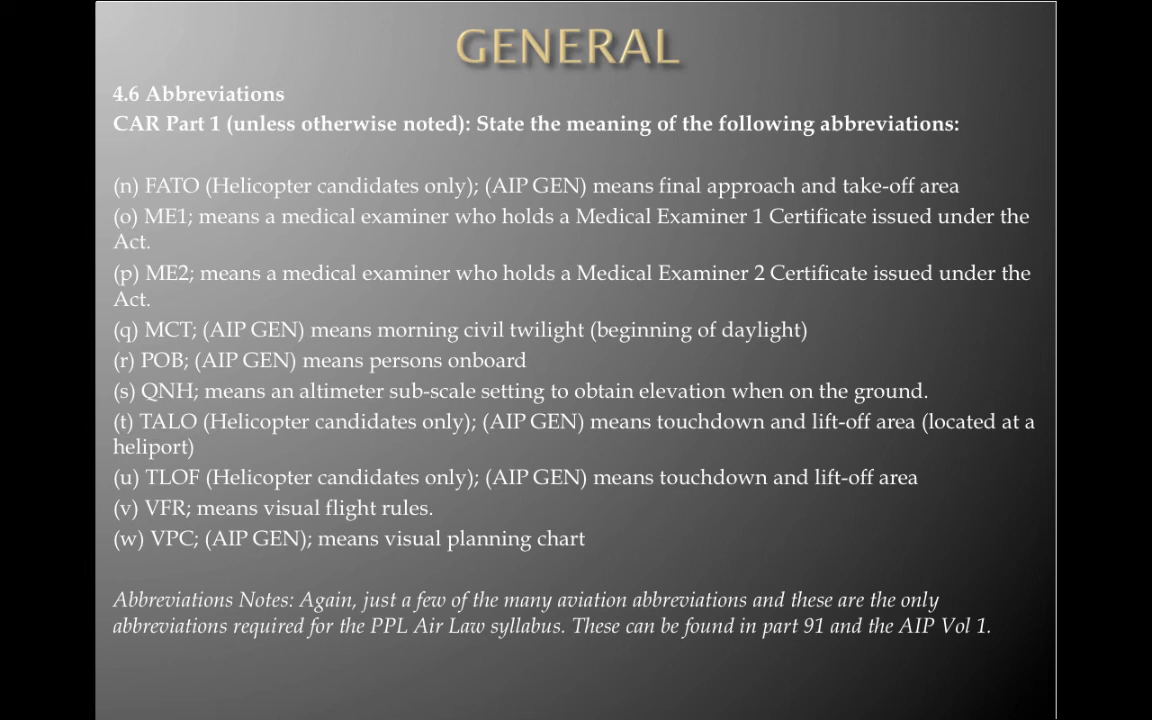 GENERAL
4.6 Abbreviations
CAR Part 1 (unless otherwise noted): State the meaning of the following abbreviations:
(n) FATO (Helicopter candidates only); (AIP GEN) means final approach and take-off area
(o) ME1; means a medical examiner who holds a Medical Examiner 1 Certificate issued under the
Act.
(p) ME2; means a medical examiner who holds a Medical Examiner 2 Certificate issued under the
Act.
(q) MCT; (AIP GEN) means morning civil twilight (beginning of daylight)
(r) POB; (AIP GEN) means persons onboard
(s) QNH; means an altimeter sub-scale setting to obtain elevation when on the ground.
(t) TALO (Helicopter candidates only); (AIP GEN) means touchdown and lift-off area (located at a
heliport)
(u) TLOF (Helicopter candidates only); (AIP GEN) means touchdown and lift-off area
(v) VFR; means visual flight rules.
(w) VPC; (AIP GEN); means visual planning chart
Abbreviations Notes: Again, just a few of the many aviation abbreviations and these are the only
abbreviations required for the PPL Air Law syllabus. These can be found in part 91 and the AIP Vol 1.